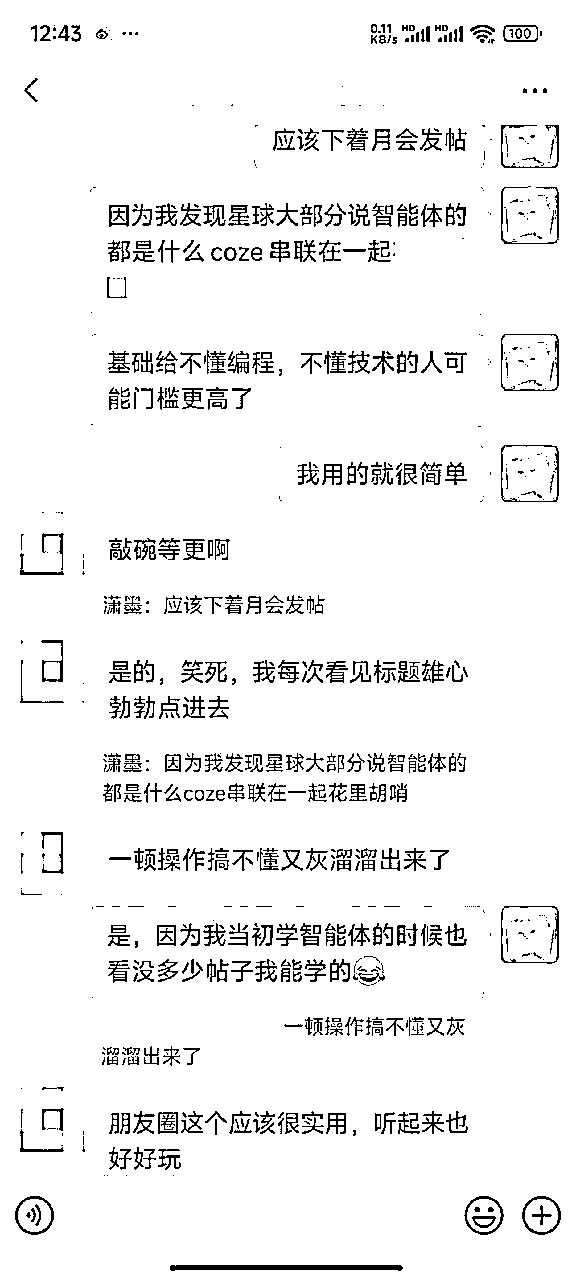 12:43
0.11
KB/s
HD
HD
100
应该下着月会发帖
因为我发现星球大部分说智能体的
都是什么coze串联在一起
基础给不懂编程，不懂技术的人可
能门槛更高了
我用的就很简单
敲碗等更啊
潇墨：应该下着月会发帖
是的，笑死，我每次看见标题雄心
勃勃点进去
潇墨：因为我发现星球大部分说智能体的
都是什么coze串联在一起花里胡哨
一顿操作搞不懂又灰溜溜出来了
是，因为我当初学智能体的时候也
看没多少帖子我能学的😂
一顿操作搞不懂又灰
溜溜出来了
朋友圈这个应该很实用，听起来也
好好玩